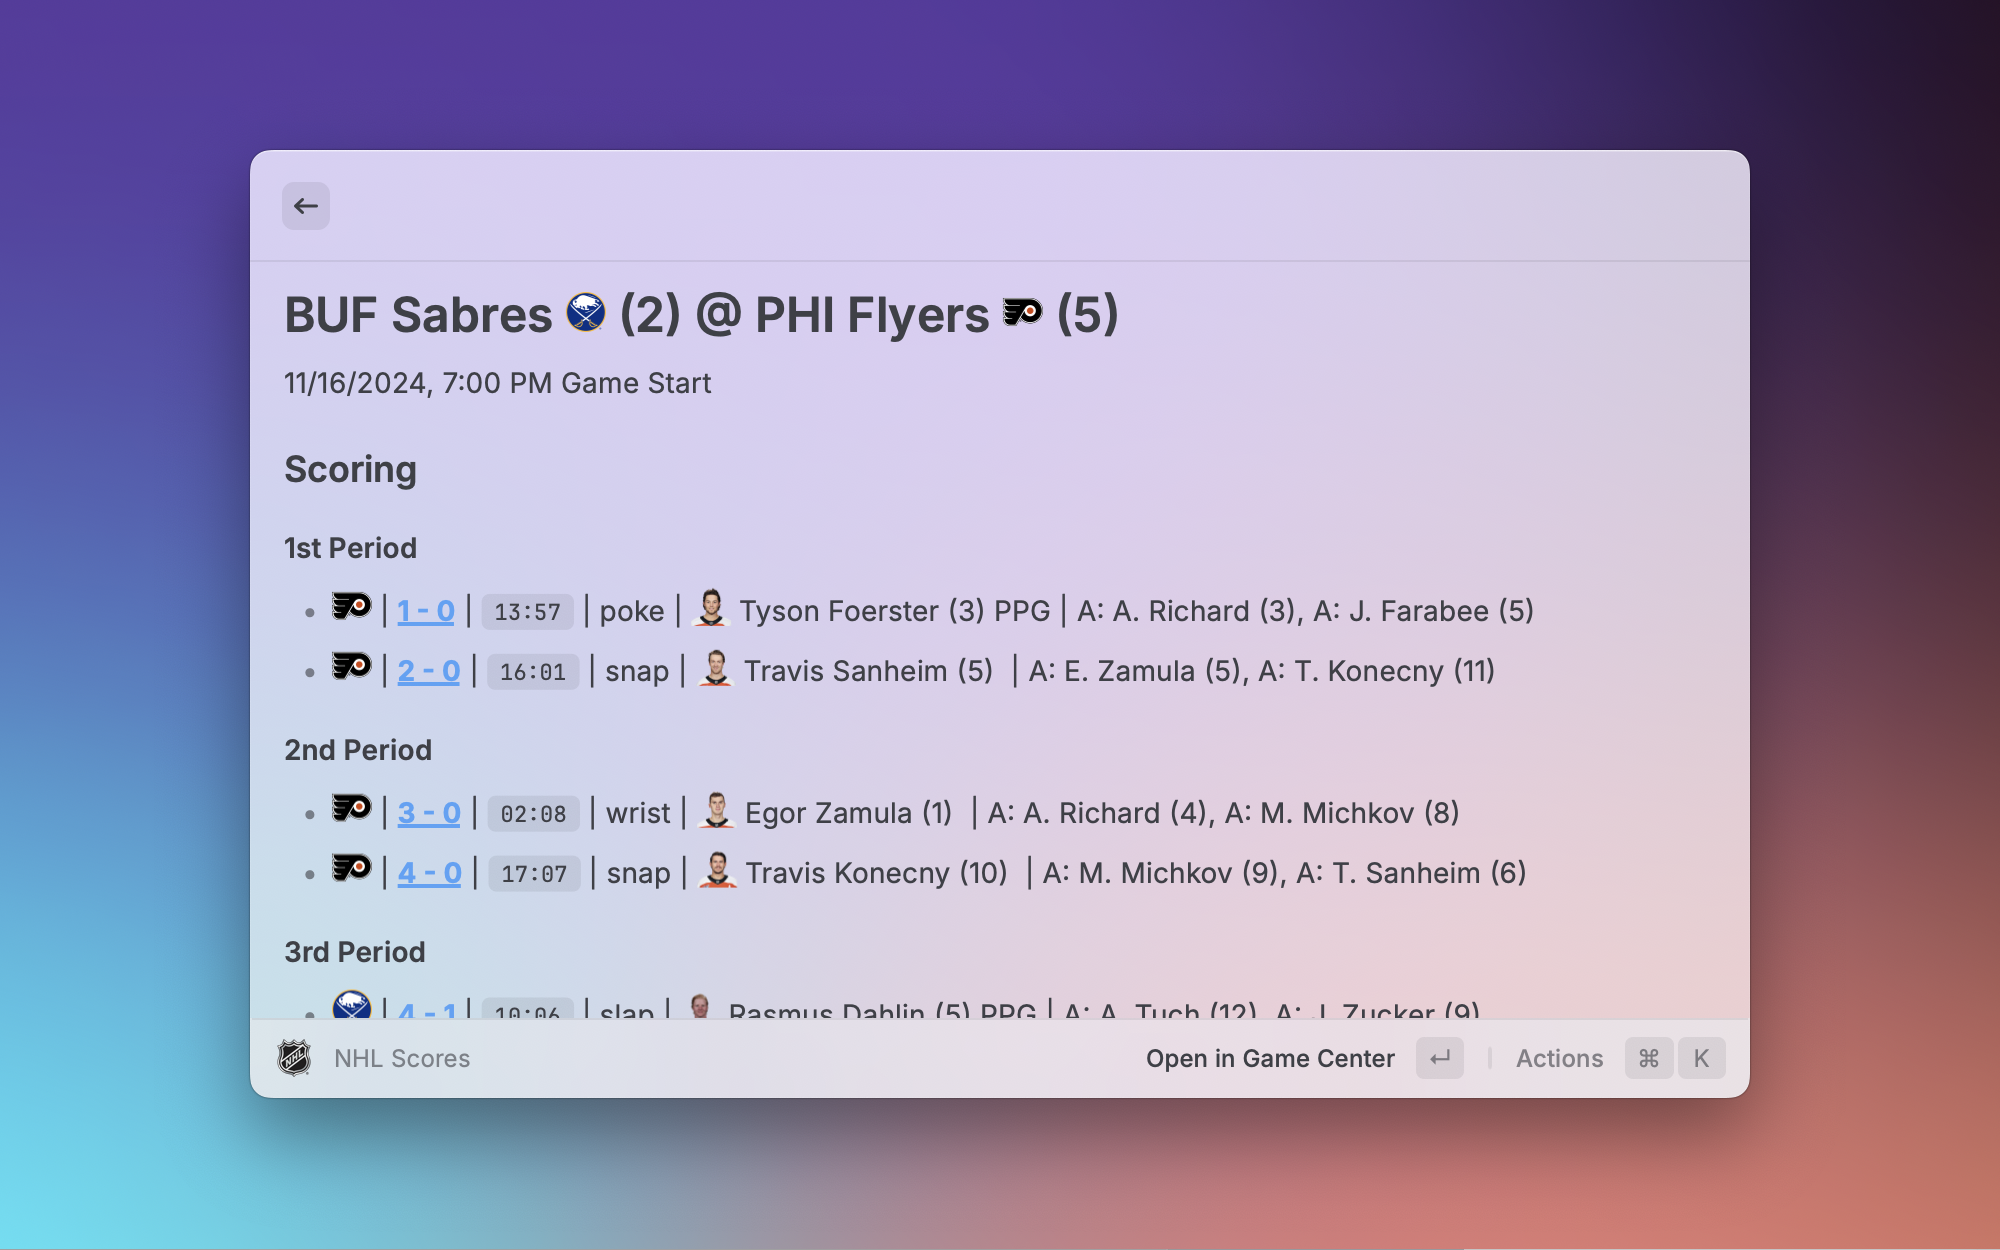 BUF Sabres (2) @ PHI Flyers (5)
11/16/2024, 7:00 PM Game Start
Scoring
1st Period
• | 1 - 0 | 13:57 | poke | Tyson Foerster (3) PPG | A: A. Richard (3), A: J. Farabee (5)
• | 2 - 0 | 16:01 | snap | Travis Sanheim (5) | A: E. Zamula (5), A: T. Konecny (11)
2nd Period
• | 3 - 0 | 02:08 | wrist | Egor Zamula (1) | A: A. Richard (4), A: M. Michkov (8)
• | 4 - 0 | 17:07 | snap | Travis Konecny (10) | A: M. Michkov (9), A: T. Sanheim (6)
3rd Period
• | 4 - 1 | 10:06 | slap | Rasmus Dahlin (5) PPG | A: A. Tuch (12), A: J. Zucker (9)
NHL NHL Scores Open in Game Center ↵ | Actions ⌘ K